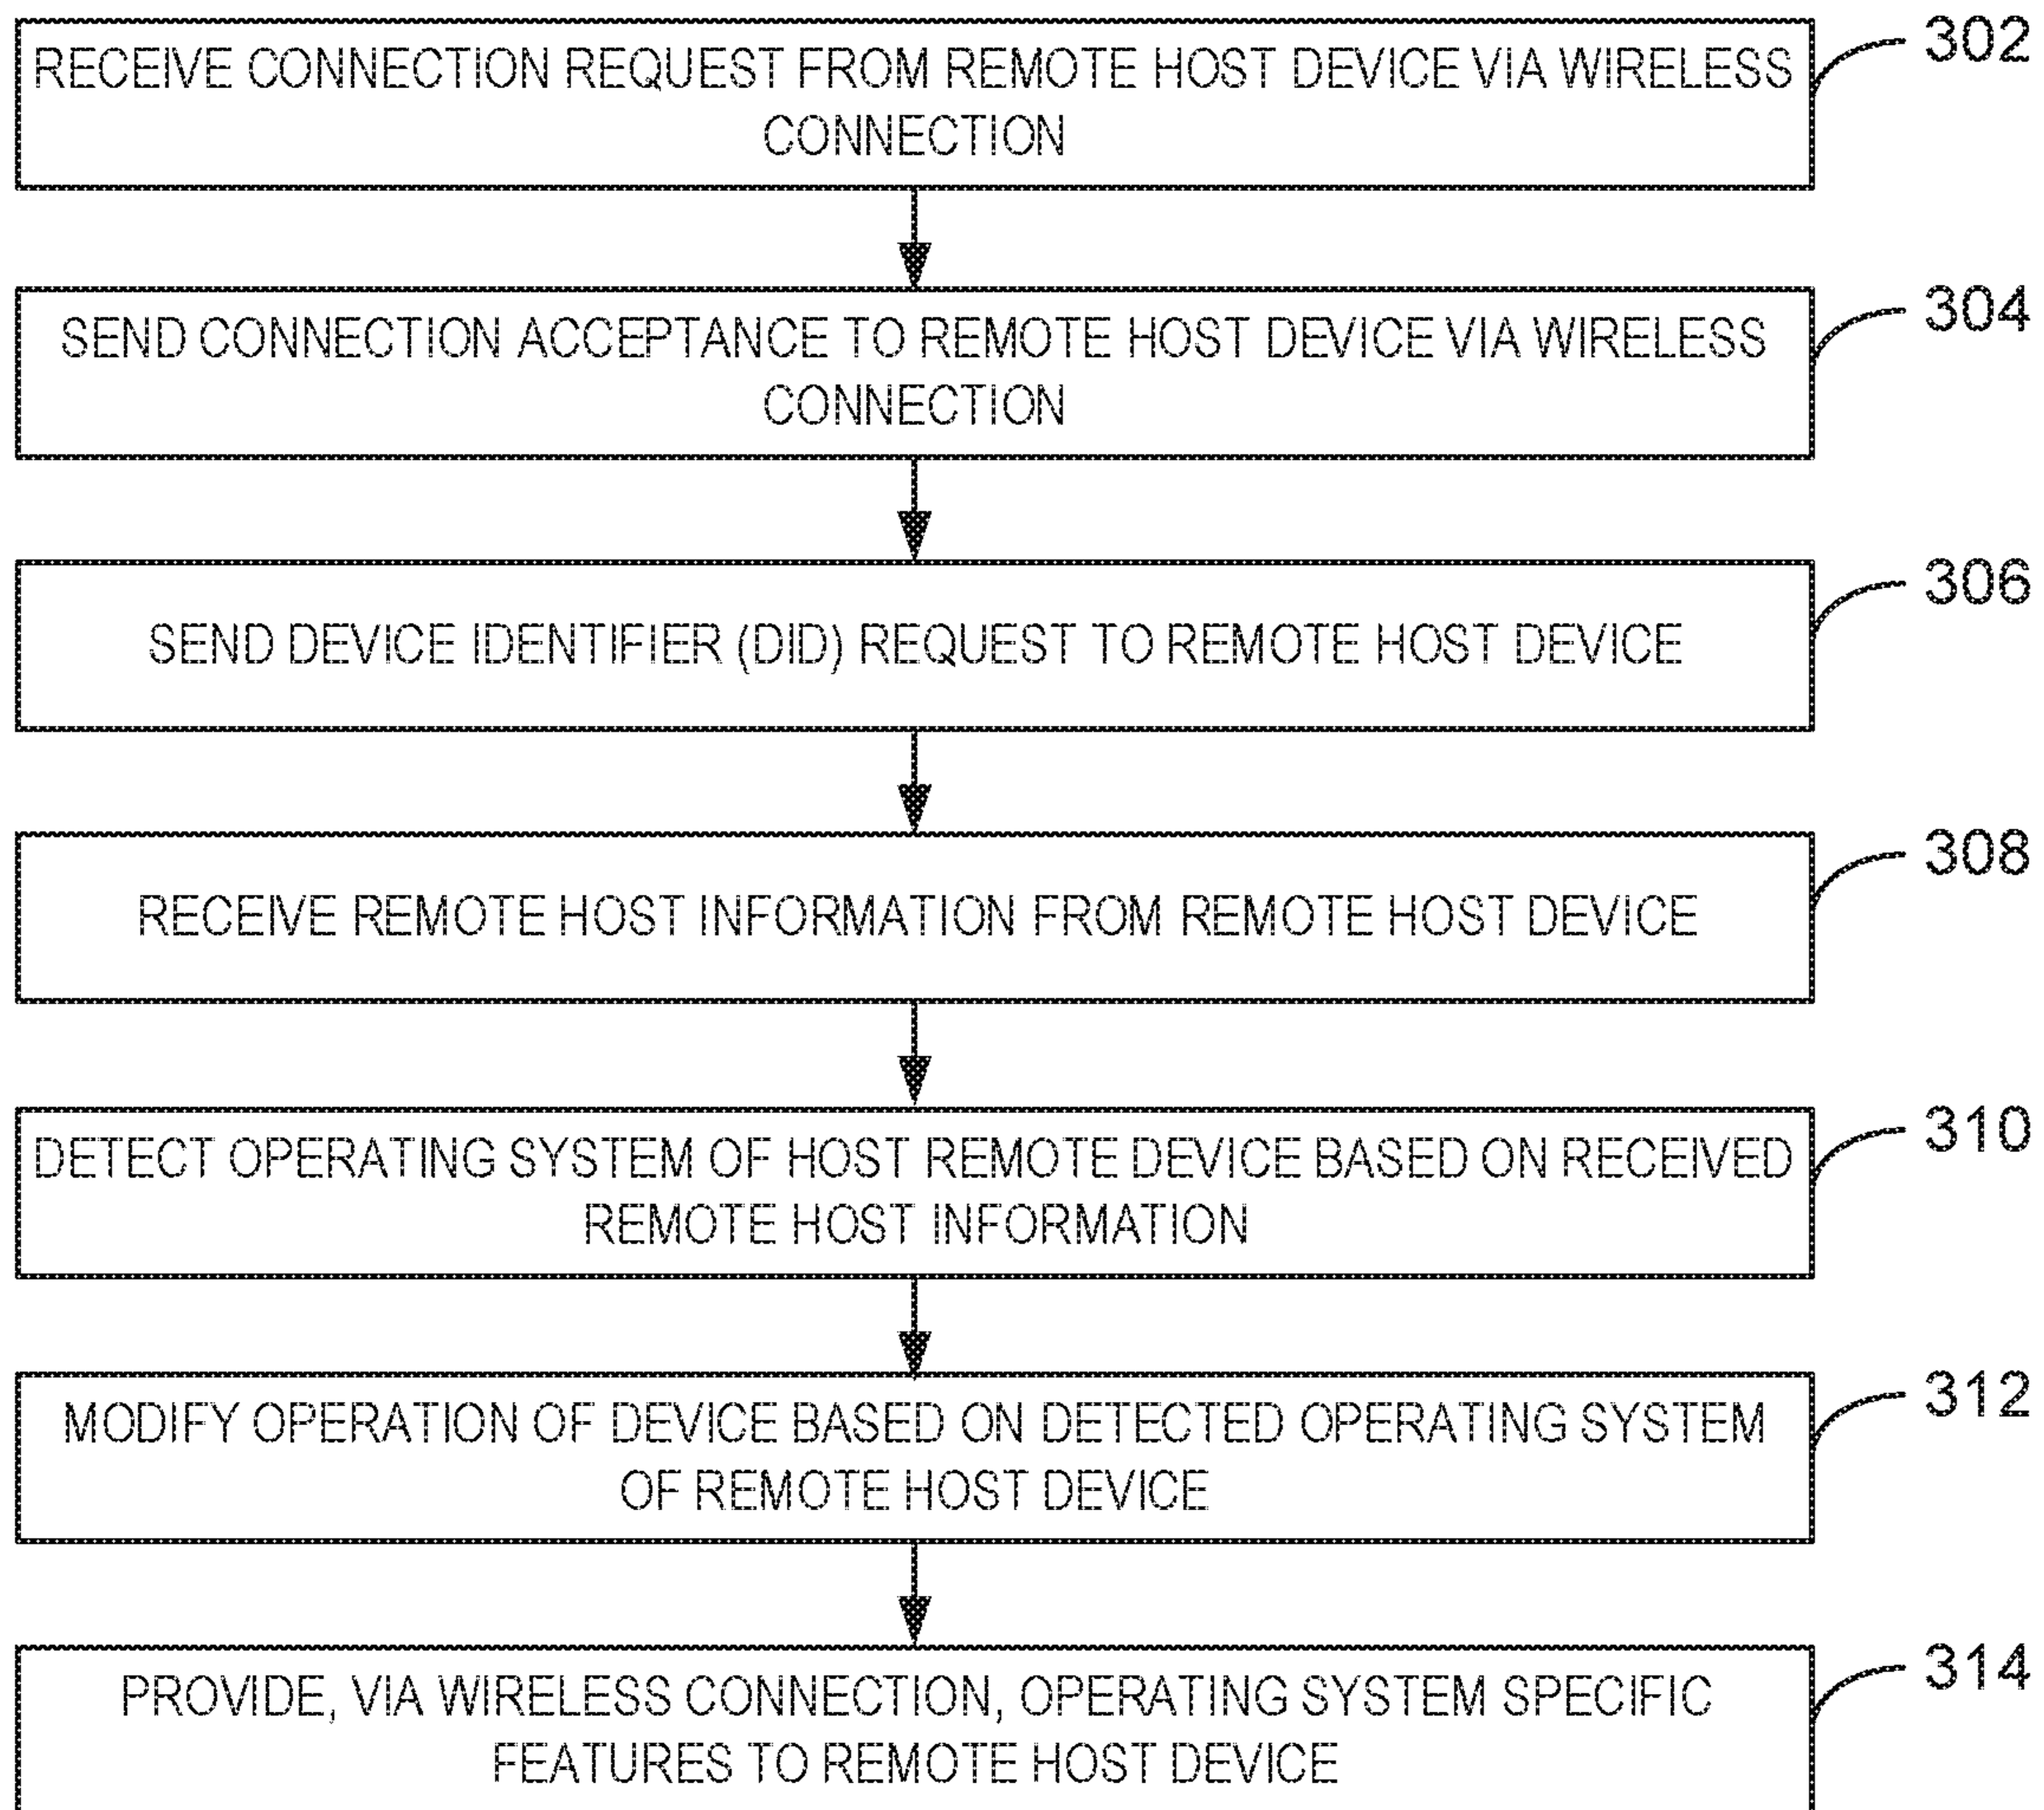 RECEIVE CONNECTION REQUEST FROM REMOTE HOST DEVICE VIA WIRELESS
CONNECTION
302
SEND CONNECTION ACCEPTANCE TO REMOTE HOST DEVICE VIA WIRELESS
CONNECTION
304
SEND DEVICE IDENTIFIER (DID) REQUEST TO REMOTE HOST DEVICE
306
RECEIVE REMOTE HOST INFORMATION FROM REMOTE HOST DEVICE
308
DETECT OPERATING SYSTEM OF HOST REMOTE DEVICE BASED ON RECEIVED
REMOTE HOST INFORMATION
310
MODIFY OPERATION OF DEVICE BASED ON DETECTED OPERATING SYSTEM
OF REMOTE HOST DEVICE
312
PROVIDE, VIA WIRELESS CONNECTION, OPERATING SYSTEM SPECIFIC
FEATURES TO REMOTE HOST DEVICE
314